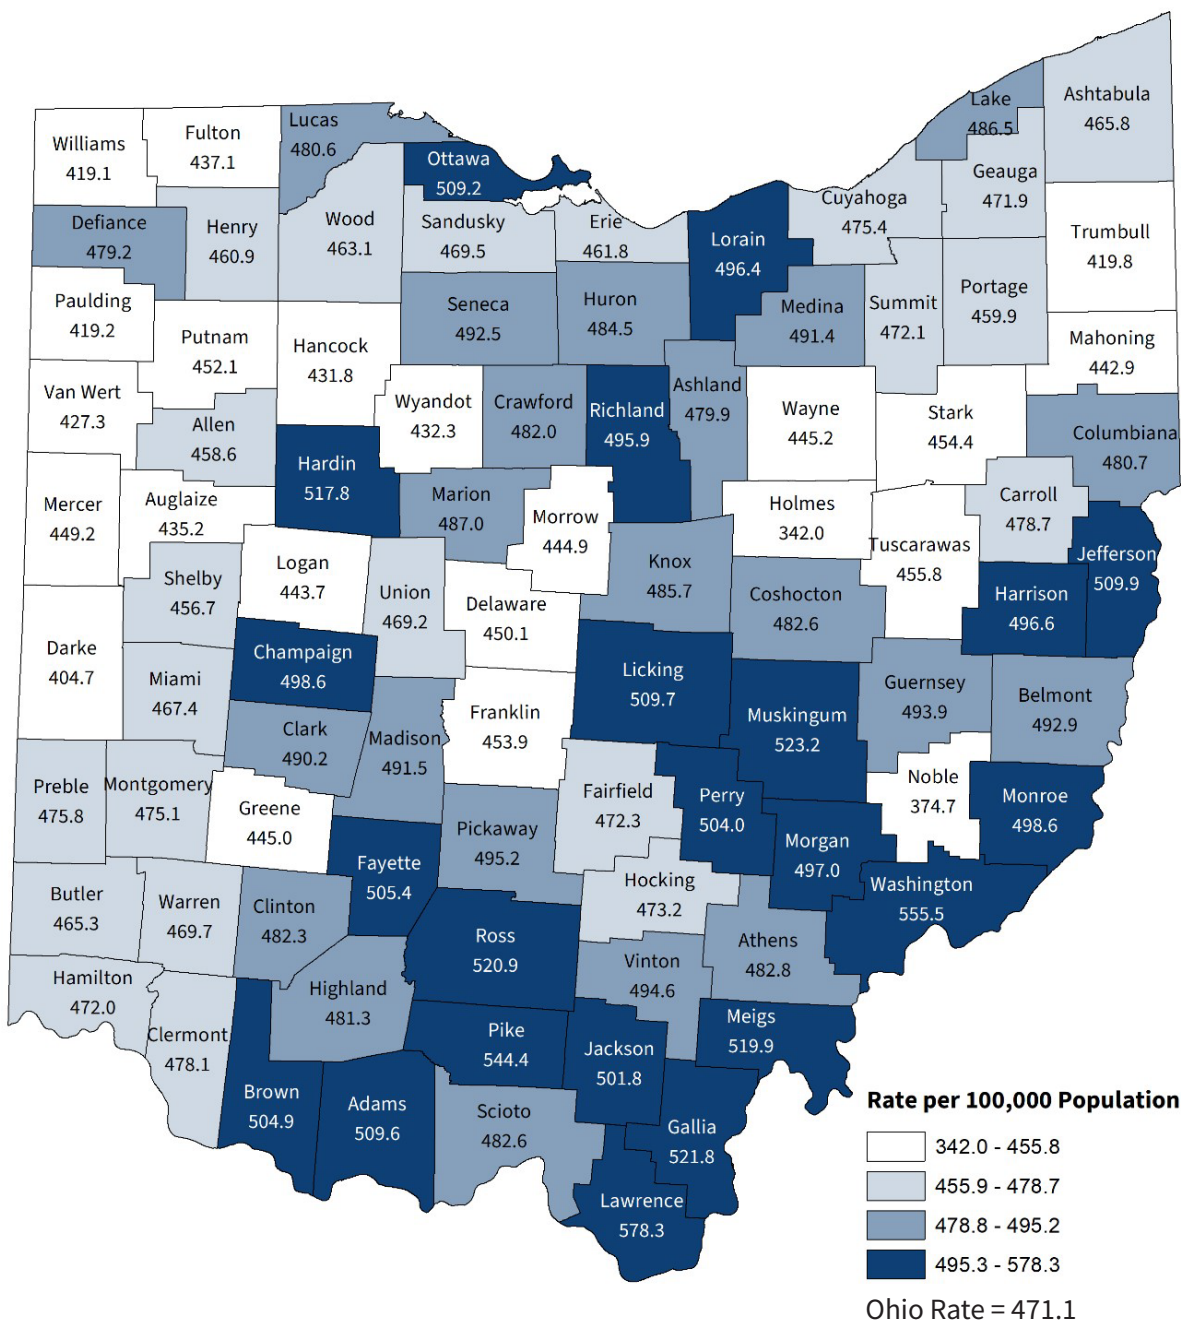 Lake
486.5
Ashtabula
465.8
Lucas
480.6
Fulton
437.1
Williams
419.1
Ottawa
509.2
Geauga
471.9
Cuyahoga
475.4
Wood
463.1
Sandusky
469.5
Erie
461.8
Defiance
479.2
Henry
460.9
Lorain
496.4
Trumbull
419.8
Paulding
419.2
Seneca
492.5
Huron
484.5
Medina
491.4
Summit
472.1
Portage
459.9
Putnam
452.1
Hancock
431.8
Mahoning
442.9
Van Wert
427.3
Wyandot
432.3
Crawford
482.0
Richland
495.9
Ashland
479.9
Wayne
445.2
Stark
454.4
Allen
458.6
Columbiana
480.7
Hardin
517.8
Mercer
449.2
Auglaize
435.2
Marion
487.0
Morrow
444.9
Holmes
342.0
Carroll
478.7
Tuscarawas
455.8
Jefferson
509.9
Logan
443.7
Shelby
456.7
Union
469.2
Delaware
450.1
Knox
485.7
Coshocton
482.6
Harrison
496.6
Darke
404.7
Champaign
498.6
Miami
467.4
Licking
509.7
Muskingum
523.2
Guernsey
493.9
Belmont
492.9
Clark
490.2
Madison
491.5
Franklin
453.9
Preble
475.8
Montgomery
475.1
Greene
445.0
Fairfield
472.3
Perry
504.0
Noble
374.7
Monroe
498.6
Pickaway
495.2
Morgan
497.0
Fayette
505.4
Hocking
473.2
Washington
555.5
Butler
465.3
Warren
469.7
Clinton
482.3
Ross
520.9
Athens
482.8
Vinton
494.6
Hamilton
472.0
Highland
481.3
Clermont
478.1
Pike
544.4
Jackson
501.8
Meigs
519.9
Brown
504.9
Adams
509.6
Scioto
482.6
Gallia
521.8
Lawrence
578.3
Rate per 100,000 Population
342.0 - 455.8
455.9 - 478.7
478.8 - 495.2
495.3 - 578.3
Ohio Rate = 471.1